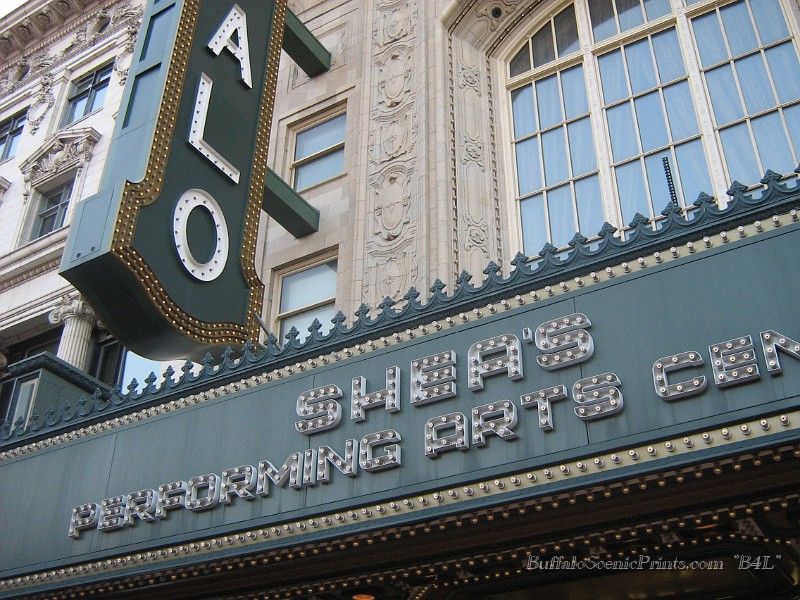 ALO
SHEA'S
PERFORMING ARTS CEN
BuffaloScenicPrints.com "B4L"